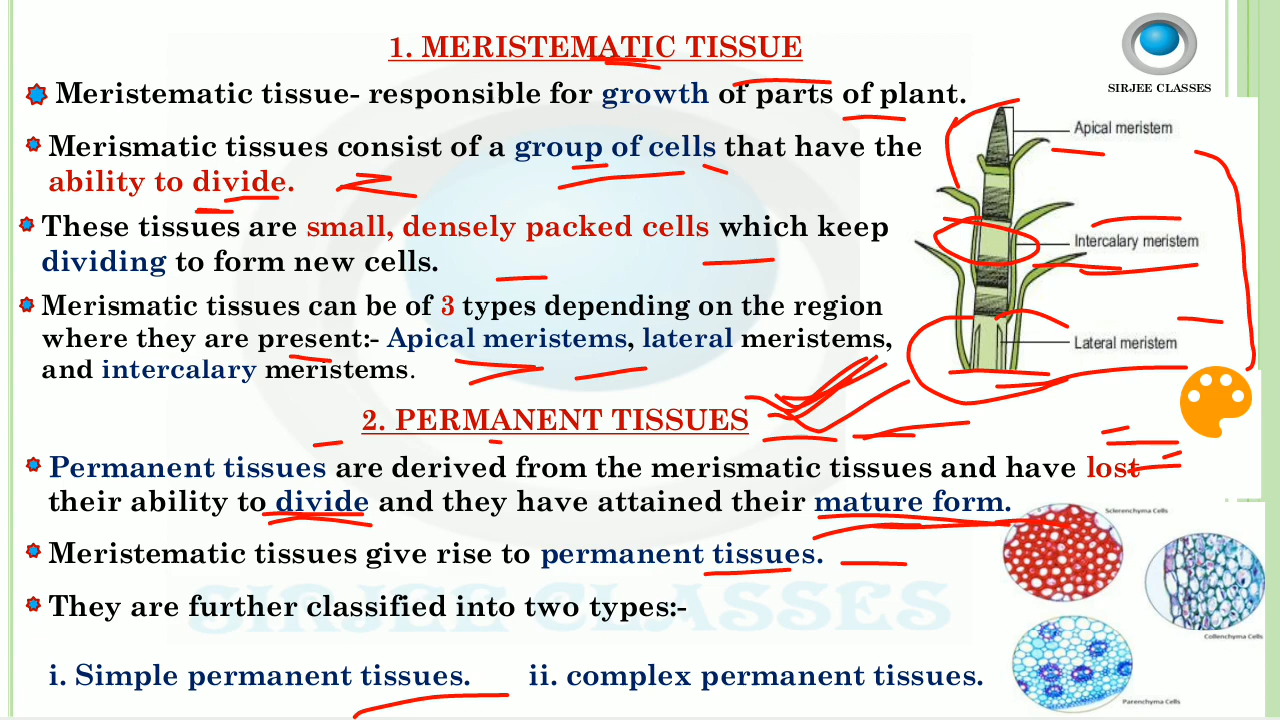 1. MERISTEMATIC TISSUE
SIRJEE CLASSES
Meristematic tissue- responsible for growth of parts of plant.
Merismatic tissues consist of a group of cells that have the
ability to divide.
These tissues are small, densely packed cells which keep
dividing to form new cells.
Merismatic tissues can be of 3 types depending on the region
where they are present:- Apical meristems, lateral meristems,
and intercalary meristems.
Apical meristem
Intercalary meristem
Lateral meristem
2. PERMANENT TISSUES
Permanent tissues are derived from the merismatic tissues and have lost
their ability to divide and they have attained their mature form.
Meristematic tissues give rise to permanent tissues.
They are further classified into two types:-
i. Simple permanent tissues. ii. complex permanent tissues.
Sclerenchyma Cells
Collenchyma Cells
Parenchyma Cells
SIRJEE CLASSES